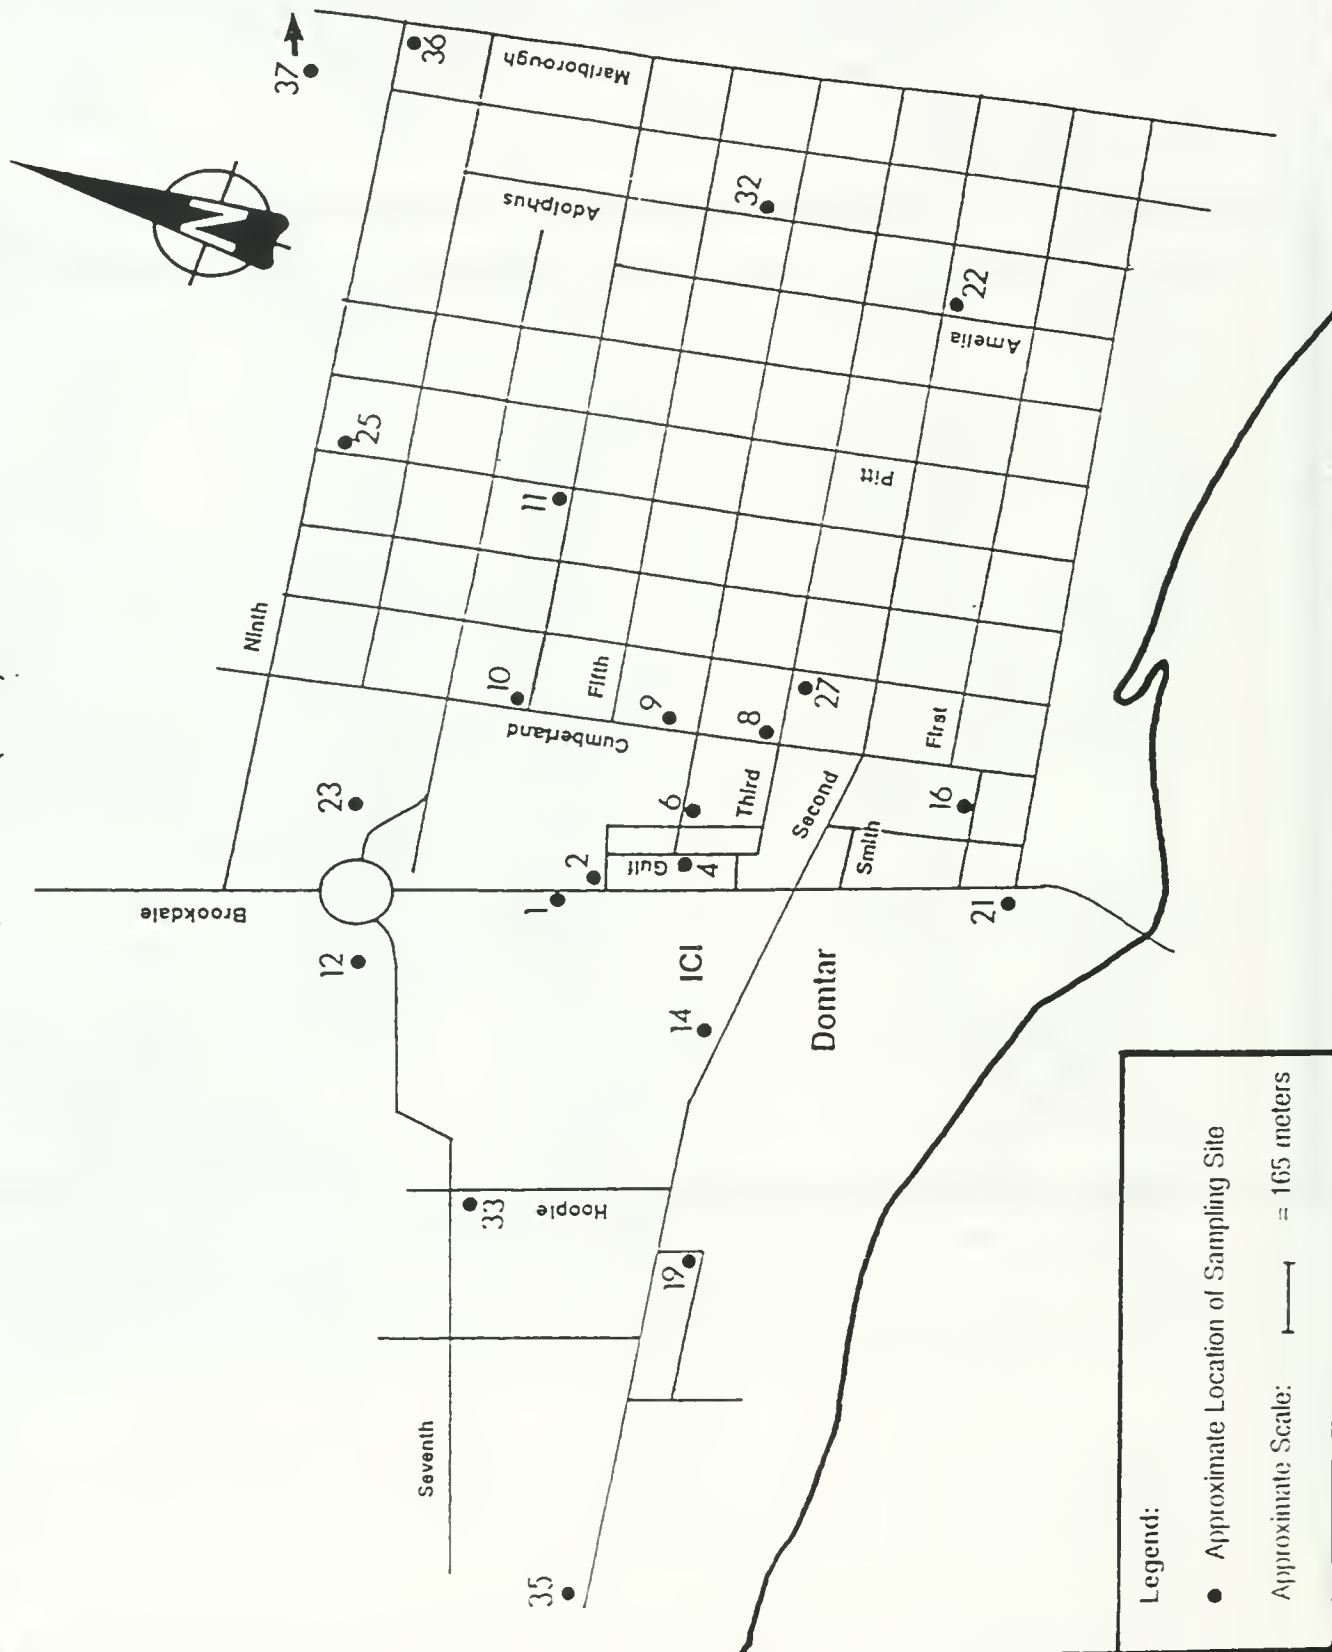 37
36
Marlborough
N
Adolphus
32
22
Amelia
25
11
Pitt
Ninth
10
Fifth
9
Cumberland
8
27
First
23
6
Third
Second
16
Brookdale
2
Gulf
4
Smith
1
21
12
ICI
14
Domtar
33
Hoople
19
Seventh
35
Legend:
● Approximate Location of Sampling Site
Approximate Scale: = 165 meters